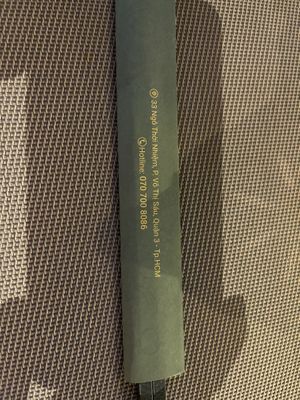 33 Ngô Thời Nhiệm, P. Võ Thị Sáu, Quận 3 - Tp.HCM
Hotline: 070 700 8086